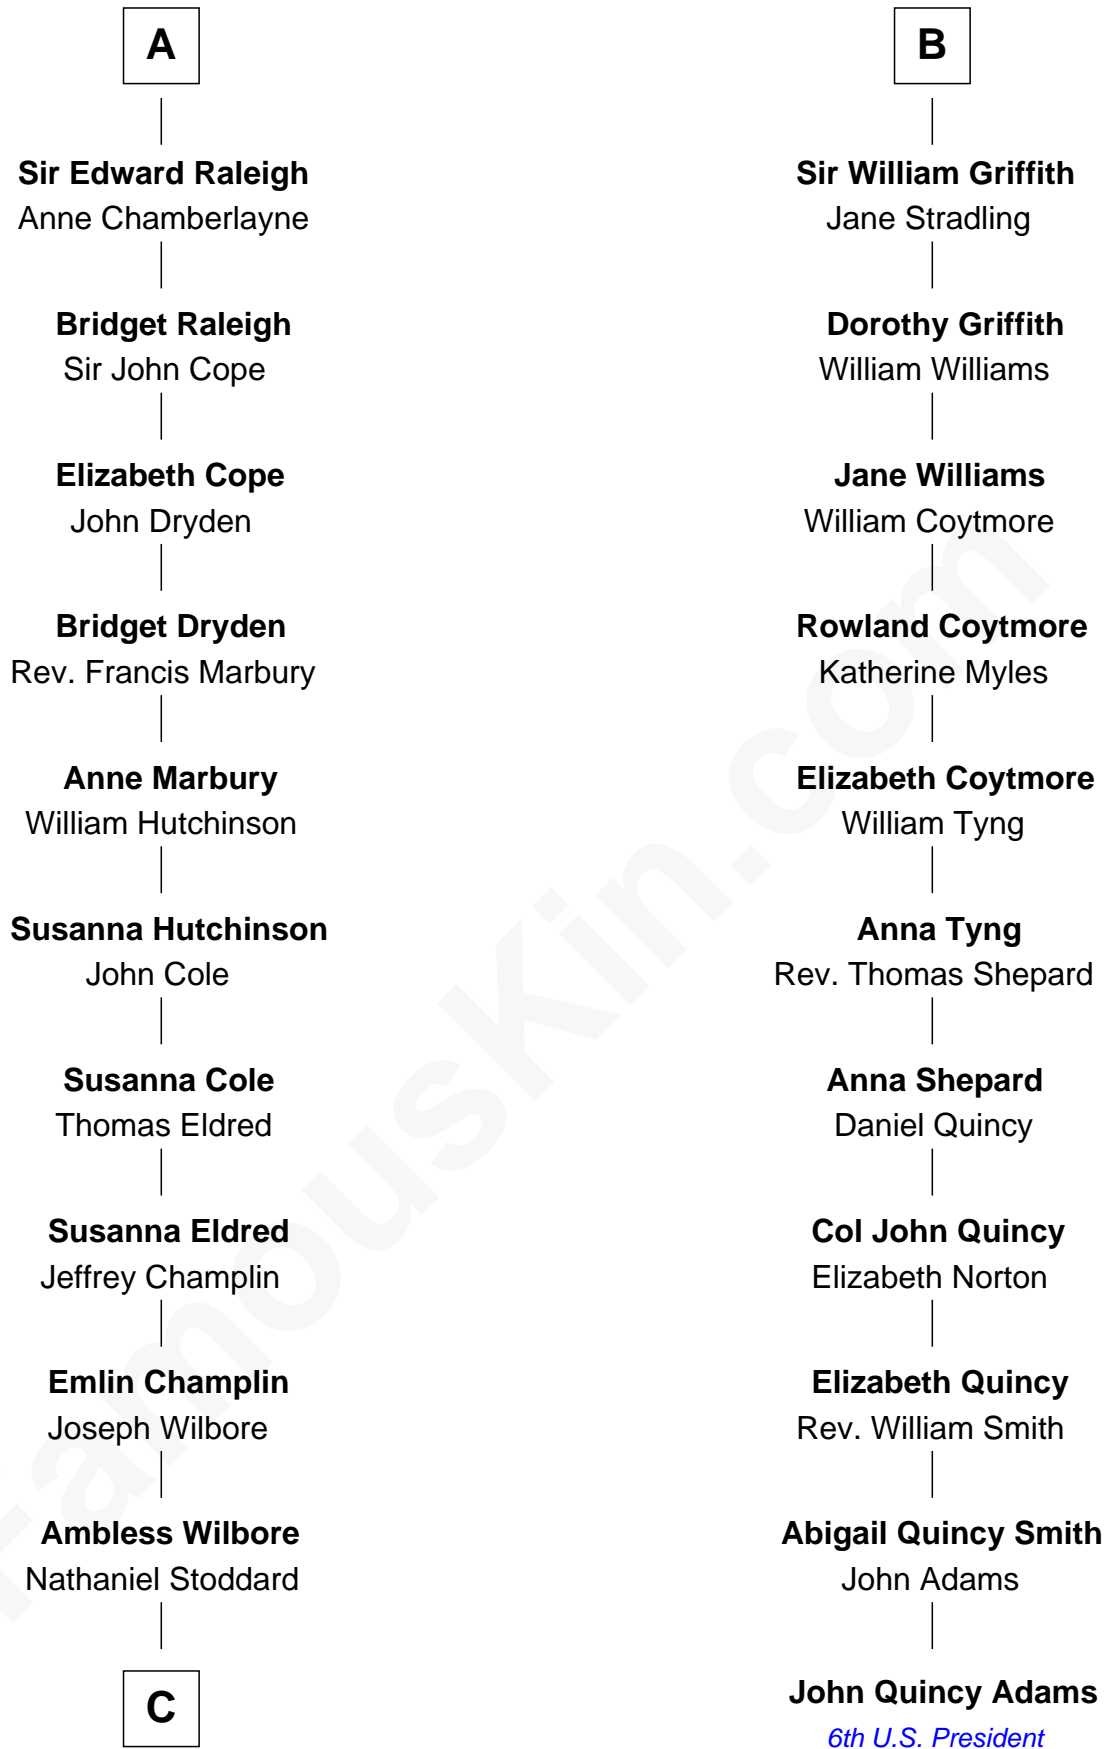 A
Sir Edward Raleigh
Anne Chamberlayne
Bridget Raleigh
Sir John Cope
Elizabeth Cope
John Dryden
Bridget Dryden
Rev. Francis Marbury
Anne Marbury
William Hutchinson
Susanna Hutchinson
John Cole
Susanna Cole
Thomas Eldred
Susanna Eldred
Jeffrey Champlin
Emlin Champlin
Joseph Wilbore
Ambless Wilbore
Nathaniel Stoddard
C
B
Sir William Griffith
Jane Stradling
Dorothy Griffith
William Williams
Jane Williams
William Coytmore
Rowland Coytmore
Katherine Myles
Elizabeth Coytmore
William Tyng
Anna Tyng
Rev. Thomas Shepard
Anna Shepard
Daniel Quincy
Col John Quincy
Elizabeth Norton
Elizabeth Quincy
Rev. William Smith
Abigail Quincy Smith
John Adams
John Quincy Adams
6th U.S. President
FamousKin.com